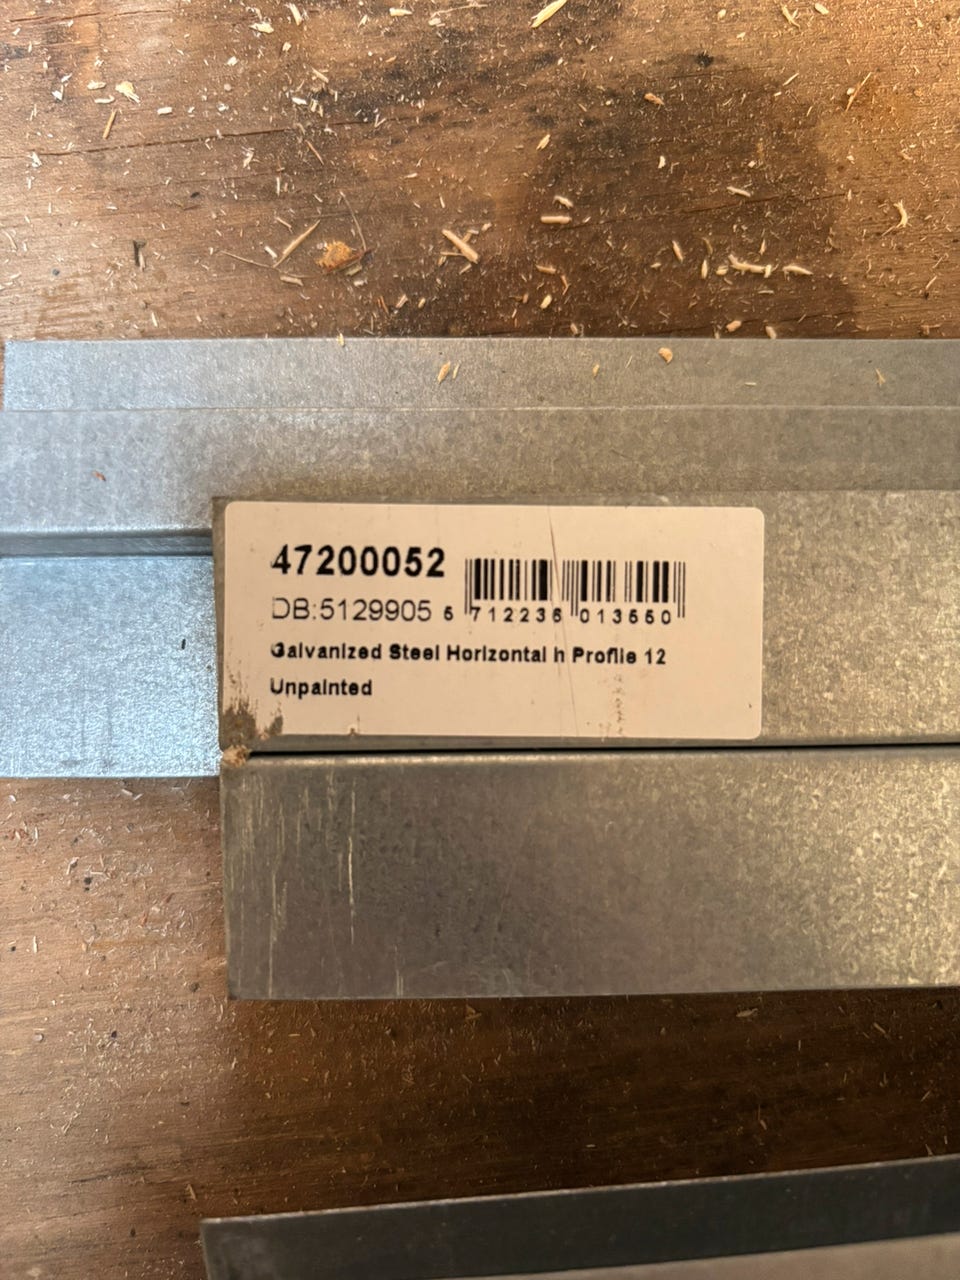 47200052
DB:5129905
5 712236 013550
Galvanized Steel Horizontal h Profile 12
Unpainted